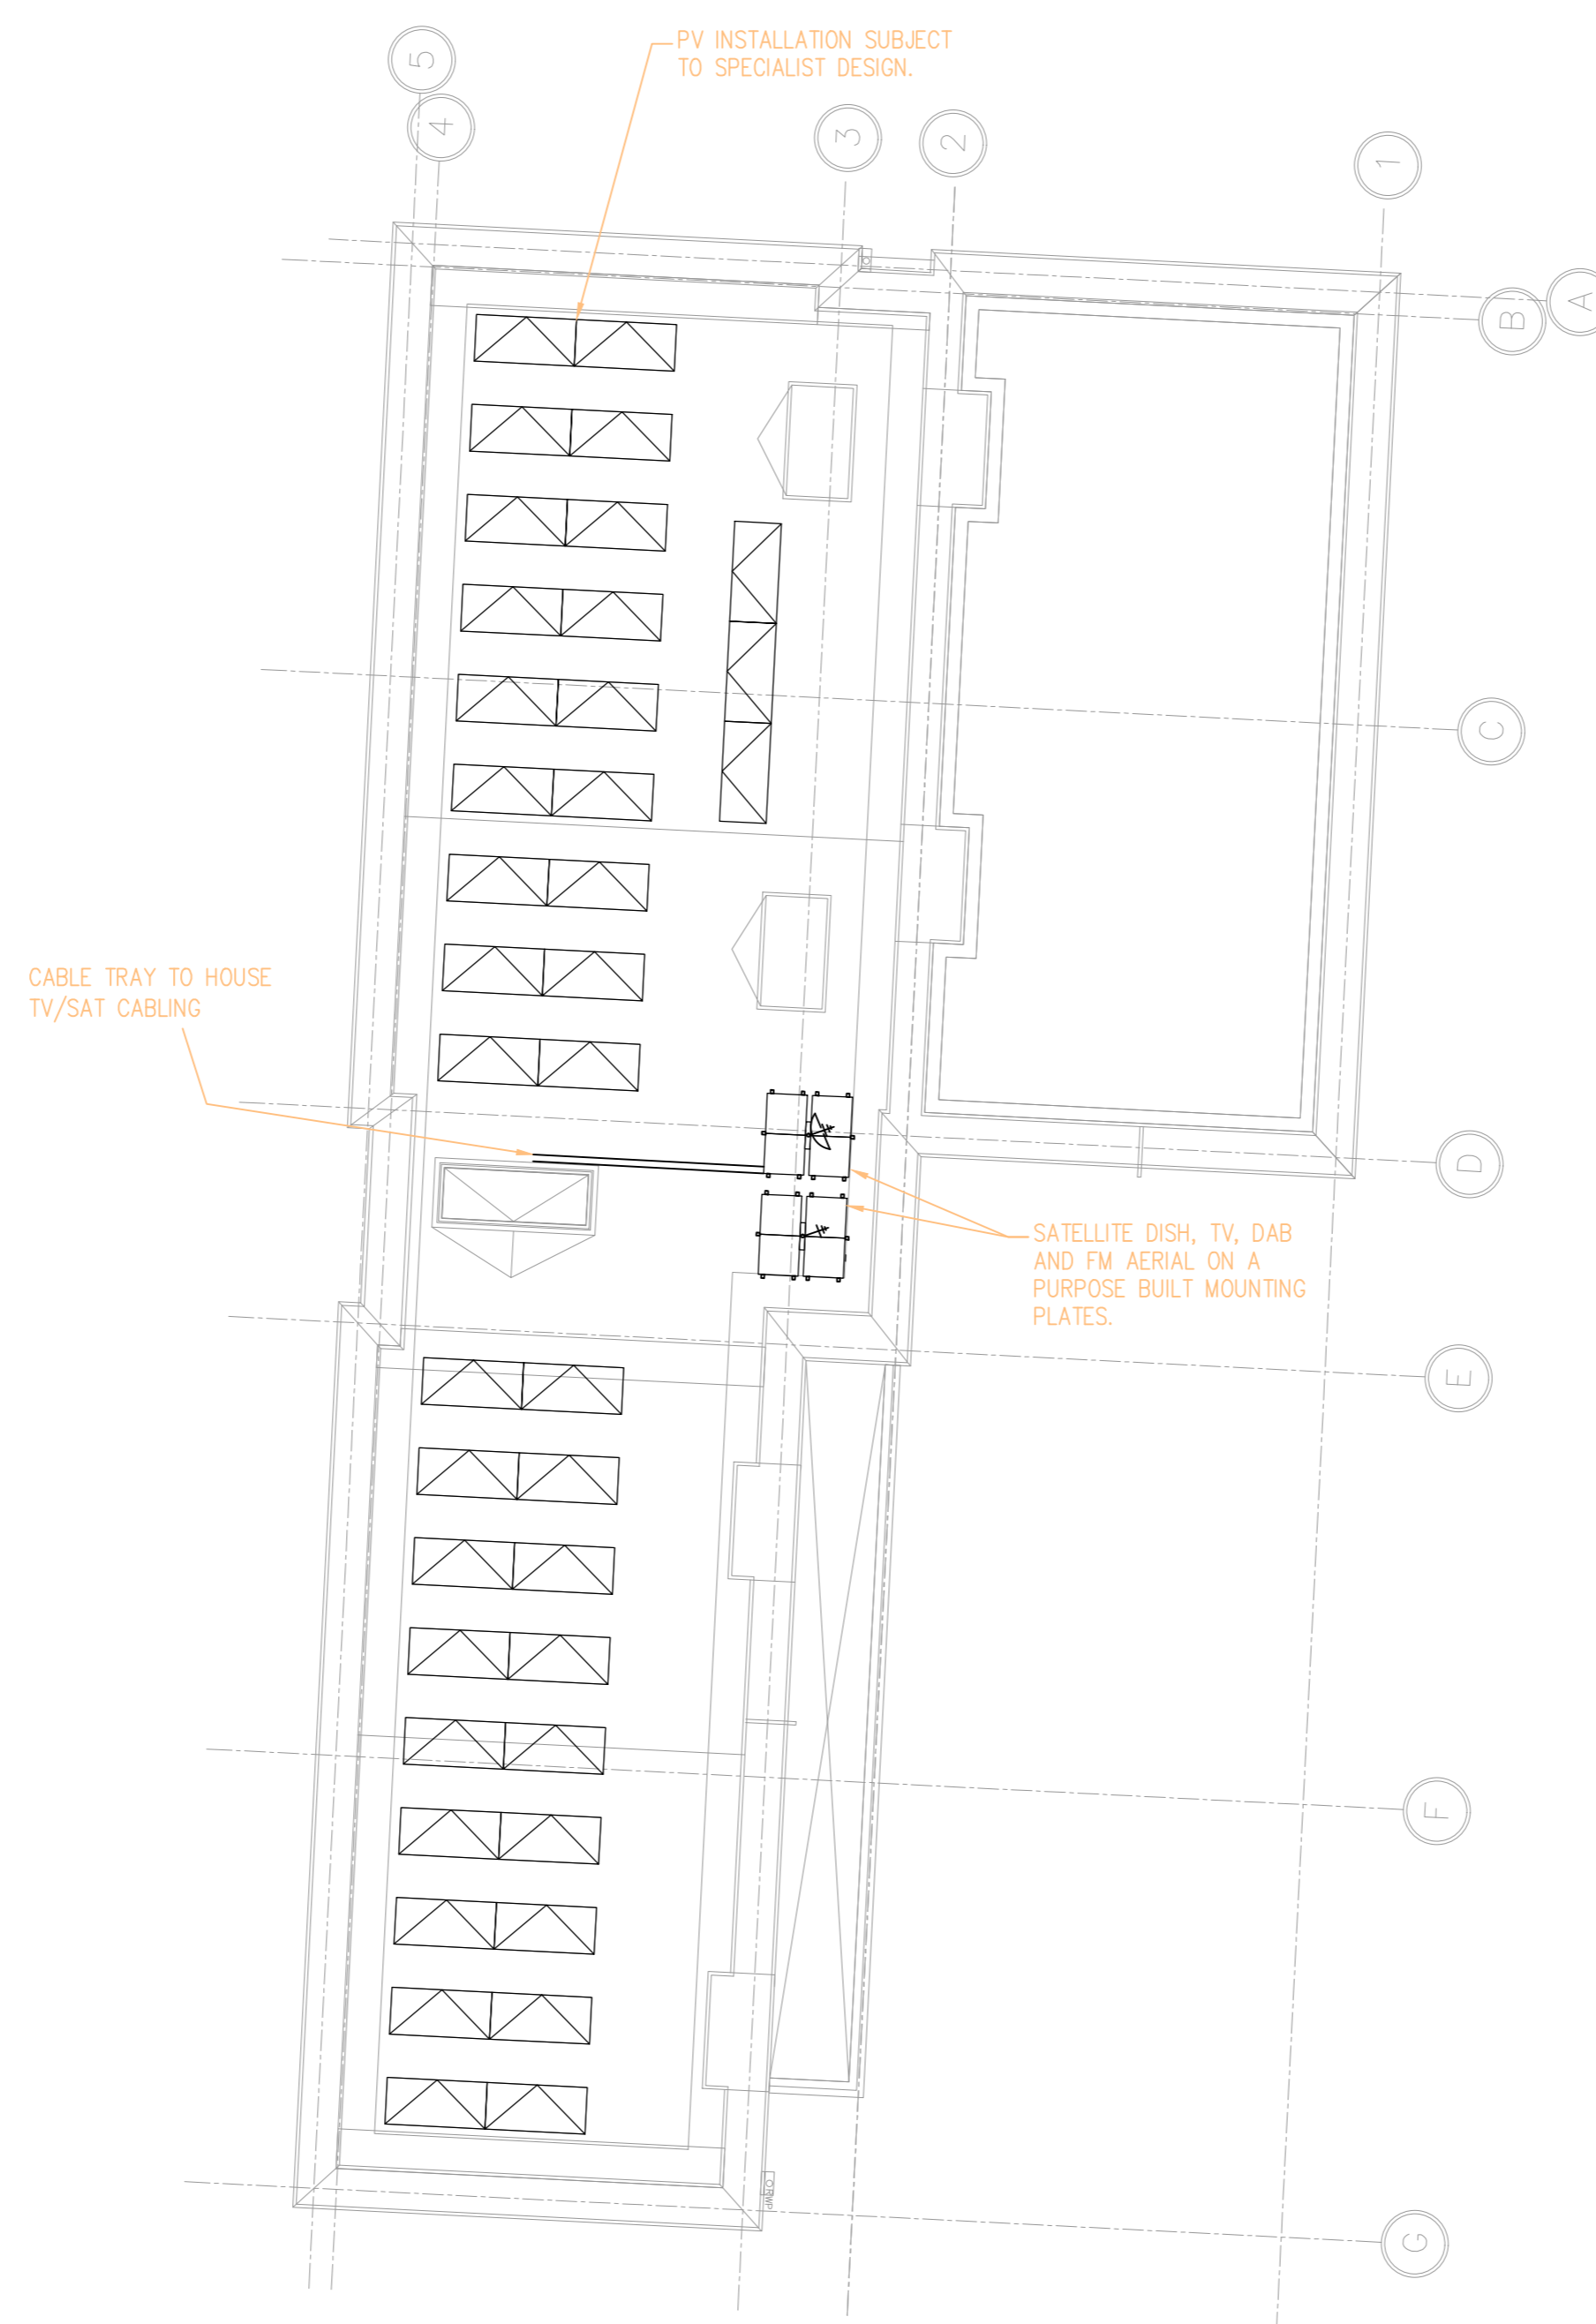 PV INSTALLATION SUBJECT
TO SPECIALIST DESIGN.
5
4
3
2
1
A
B
C
CABLE TRAY TO HOUSE
TV/SAT CABLING
D
SATELLITE DISH, TV, DAB
AND FM AERIAL ON A
PURPOSE BUILT MOUNTING
PLATES.
E
F
RWP
G